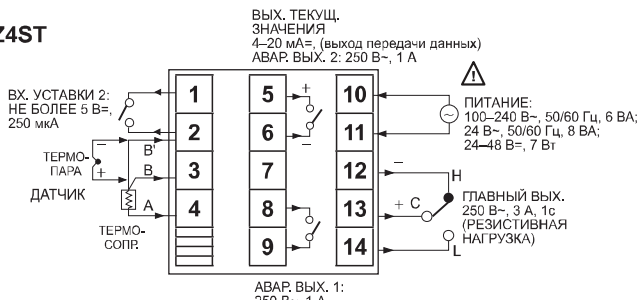 Z4ST
ВЫХ. ТЕКУЩ.
ЗНАЧЕНИЯ
4–20 мА=, (выход передачи данных)
АВАР. ВЫХ. 2: 250 В~, 1 А
ВХ. УСТАВКИ 2:
НЕ БОЛЕЕ 5 В=,
250 мкА
ТЕРМО-
ПАРА
–
+
ДАТЧИК
B'
B
A
ТЕРМО-
СОПР.
1
2
3
4
5
6
7
8
9
+
–
10
11
12
13
14
ПИТАНИЕ:
100–240 В~, 50/60 Гц, 6 ВА;
24 В~, 50/60 Гц, 8 ВА;
24–48 В=, 7 Вт
–
H
+ C
L
ГЛАВНЫЙ ВЫХ.
250 В~, 3 А, 1с
(РЕЗИСТИВНАЯ
НАГРУЗКА)
АВАР. ВЫХ. 1:
250 В~, 1 А